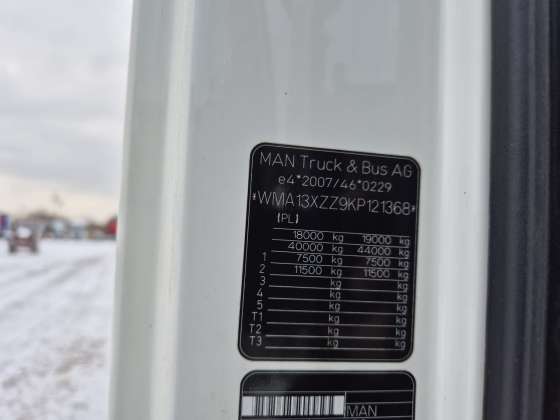 MAN Truck & Bus AG
e4*2007/46*0229
*WMA13XZZ9KP121368*
(PL)
18000 kg 19000 kg
40000 kg 44000 kg
1 7500 kg 7500 kg
2 11500 kg 11500 kg
3 kg kg
4 kg kg
5 kg kg
T1 kg kg
T2 kg kg
T3 kg kg
MAN